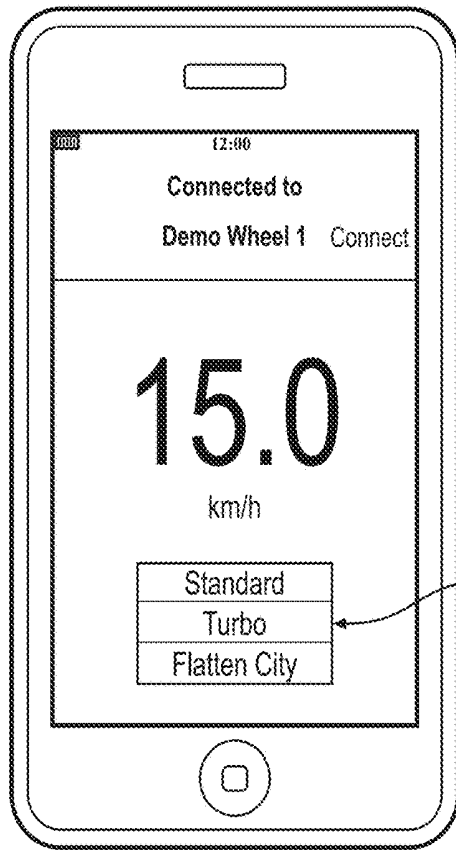 12:00
Connected to
Demo Wheel 1 Connect
15.0
km/h
Standard
Turbo
Flatten City